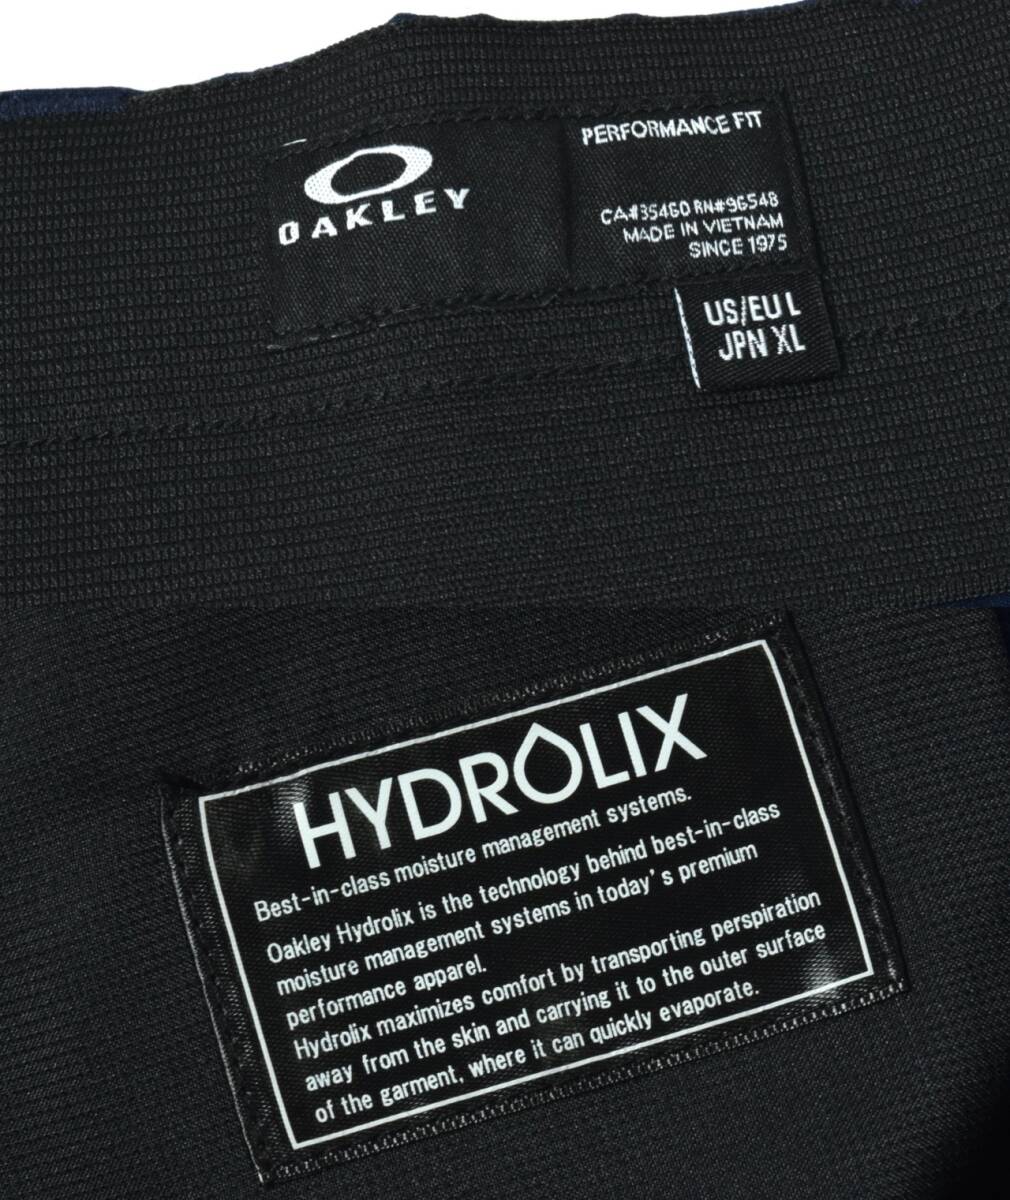 OAKLEY
PERFORMANCE FIT
CA#35460 RN#96548
MADE IN VIETNAM
SINCE 1975
US/EU L
JPN XL
HYDROLIX
Best-in-class moisture management systems.
Oakley Hydrolix is the technology behind best-in-class
moisture management systems in today's premium
performance apparel.
Hydrolix maximizes comfort by transporting perspiration
away from the skin and carrying it to the outer surface
of the garment, where it can quickly evaporate.